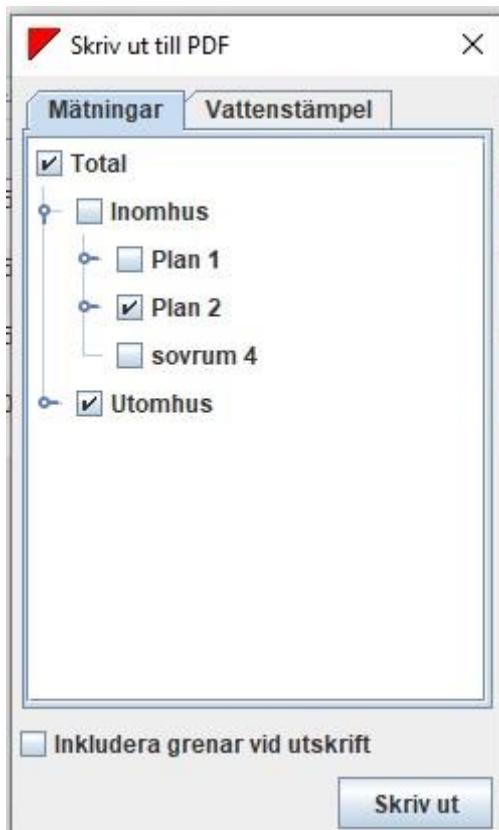 Skriv ut till PDF
Mätningar Vattenstämpel
Total
Inomhus
Plan 1
Plan 2
sovrum 4
Utomhus
Inkludera grenar vid utskrift
Skriv ut